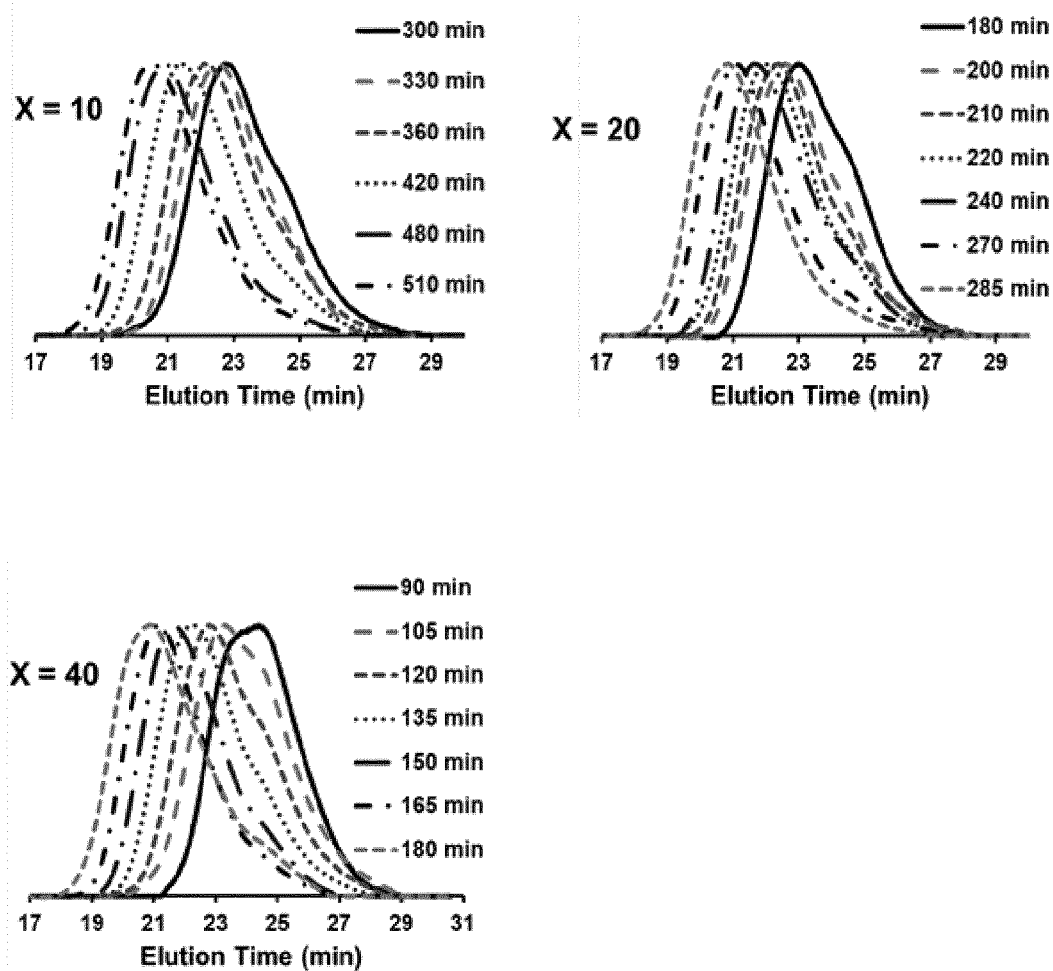 300 min
330 min
X = 10
360 min
420 min
480 min
510 min
17 19 21 23 25 27 29
Elution Time (min)
180 min
200 min
210 min
X = 20
220 min
240 min
270 min
285 min
17 19 21 23 25 27 29
Elution Time (min)
90 min
105 min
X = 40
120 min
135 min
150 min
165 min
180 min
17 19 21 23 25 27 29 31
Elution Time (min)